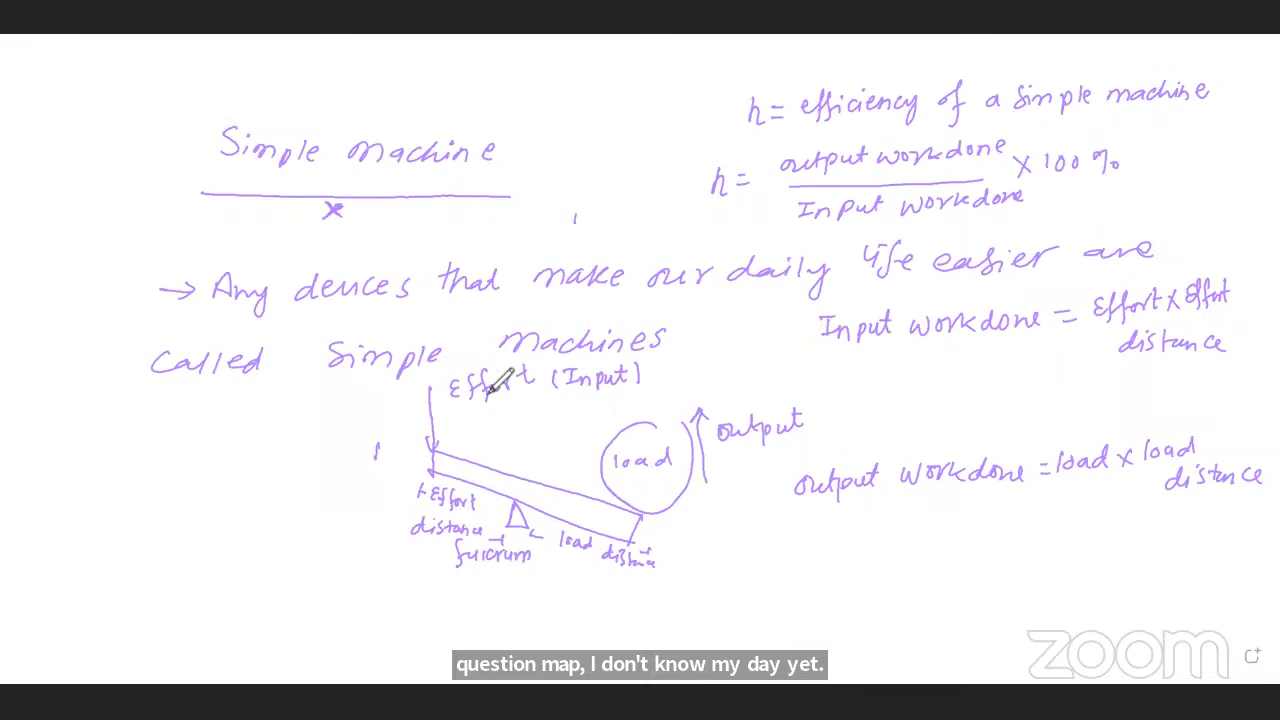 Simple Machine
η = efficiency of a simple machine
η = output workdone / Input workdone × 100 %
→ Any devices that make our daily life easier are
called simple machines
Input workdone = Effort × Effort
distance
Effort (Input)
load
output
output workdone = load × load
distance
Effort
distance
fulcrum
load distance
question map, I don't know my day yet.
zoom